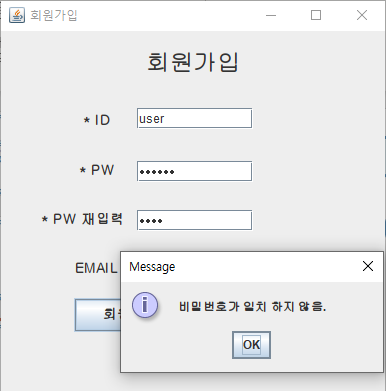 회원가입
회원가입
* ID user
* PW ••••••
* PW 재입력 ••••
EMAIL
Message
비밀번호가 일치 하지 않음.
OK